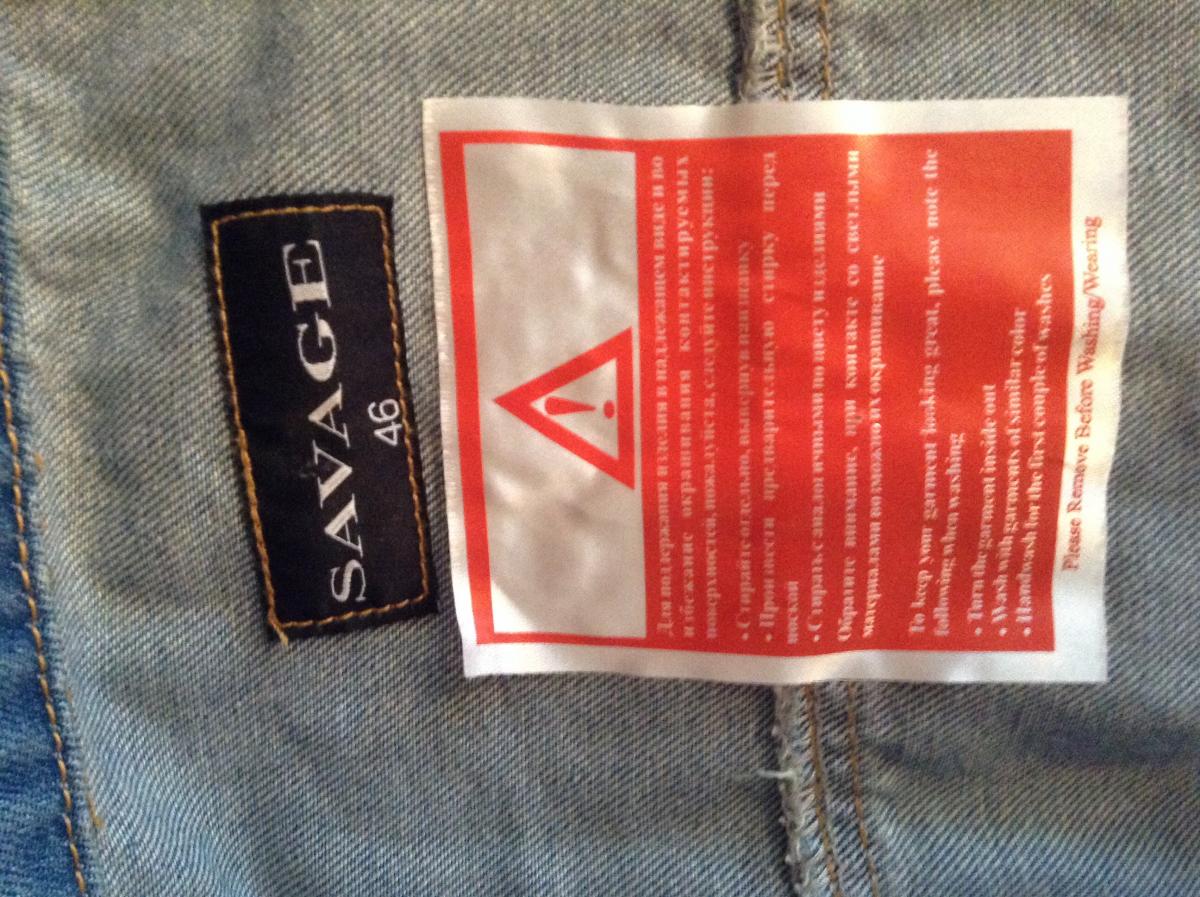 SAVAGE
46
Для подержания изделия в надлежащем виде и во
избежание окрашивания контактируемых
поверхностей, пожалуйста, следуйте инструкции:
• Стирайте отдельно, вывернув наизнанку
• Произвести предварительную стирку перед
ноской
• Стирать с аналогичными по цвету изделиями
Обратите внимание, при контакте со светлыми
материалами возможно их окрашивание
To keep your garment looking great, please note the
following when washing
• Turn the garment inside out
• Wash with garments of similar color
• Handwash for the first couple of washes
Please Remove Before Washing/Wearing